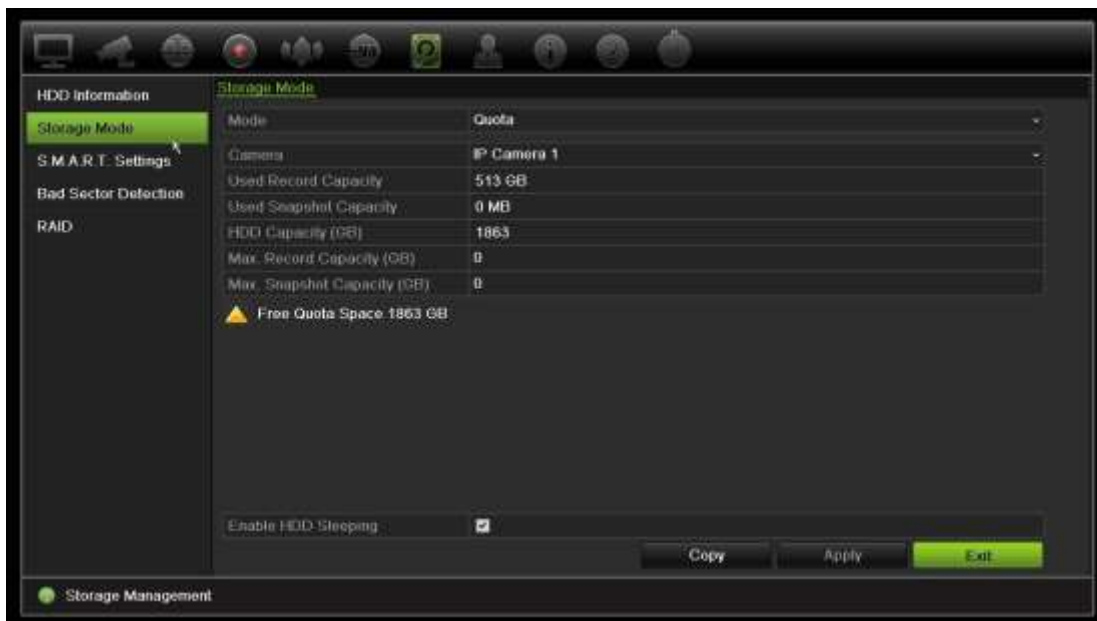 HDD Information
Storage Mode
S.M.A.R.T. Settings
Bad Sector Detection
RAID
Storage Mode
Mode Quota
Camera IP Camera 1
Used Record Capacity 513 GB
Used Snapshot Capacity 0 MB
HDD Capacity (GB) 1863
Max. Record Capacity (GB) 0
Max. Snapshot Capacity (GB) 0
Free Quota Space 1863 GB
Enable HDD Sleeping
Copy Apply Exit
Storage Management